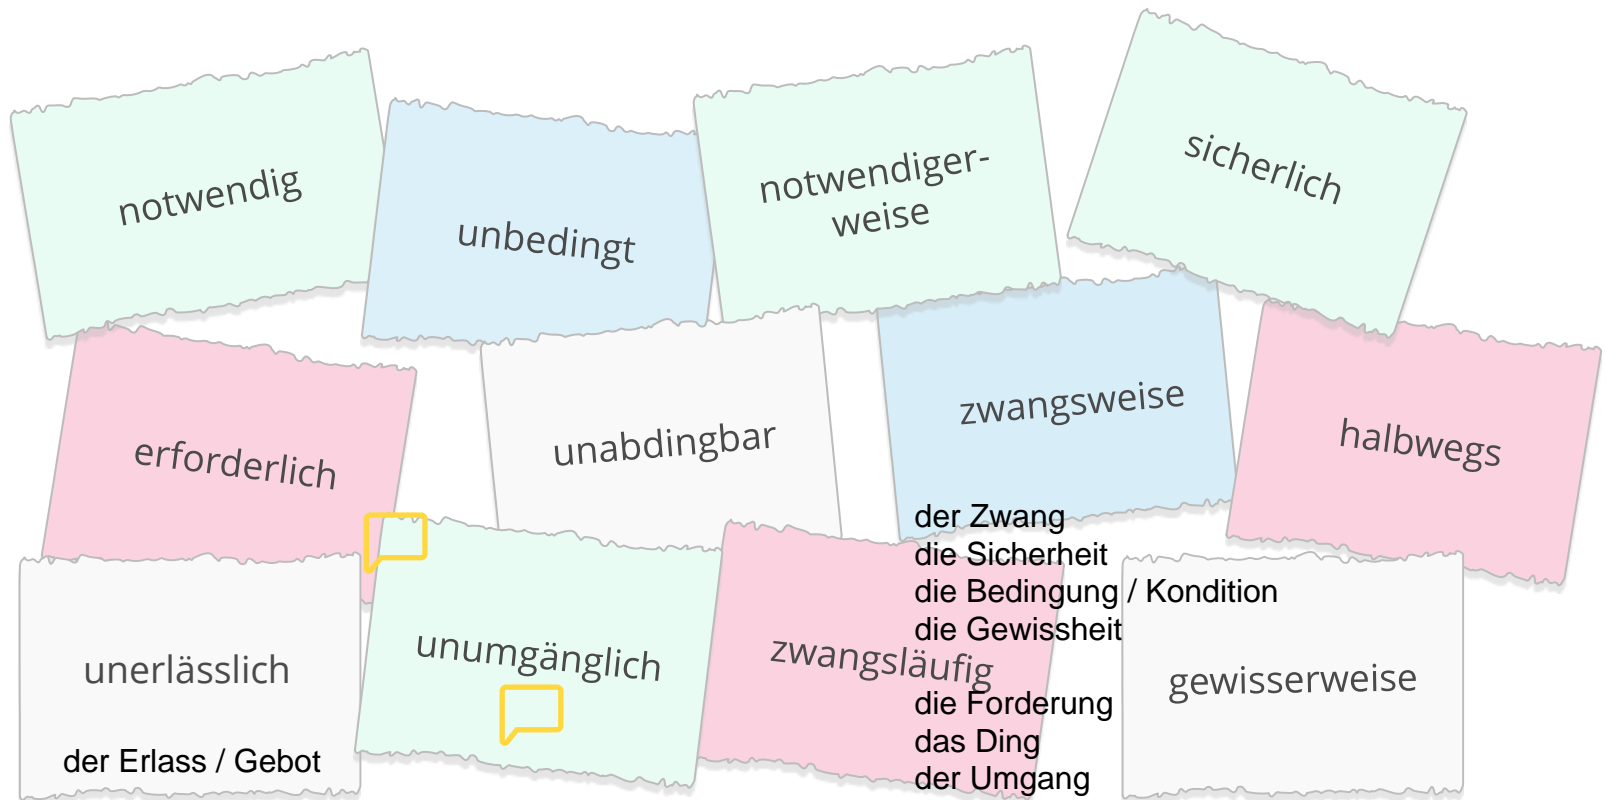 notwendig
unbedingt
notwendiger-
weise
sicherlich
erforderlich
unabdingbar
zwangsweise
halbwegs
unerlässlich
der Erlass / Gebot
unumgänglich
zwangsläufig
der Zwang
die Sicherheit
die Bedingung / Kondition
die Gewissheit
die Forderung
das Ding
der Umgang
gewisserweise